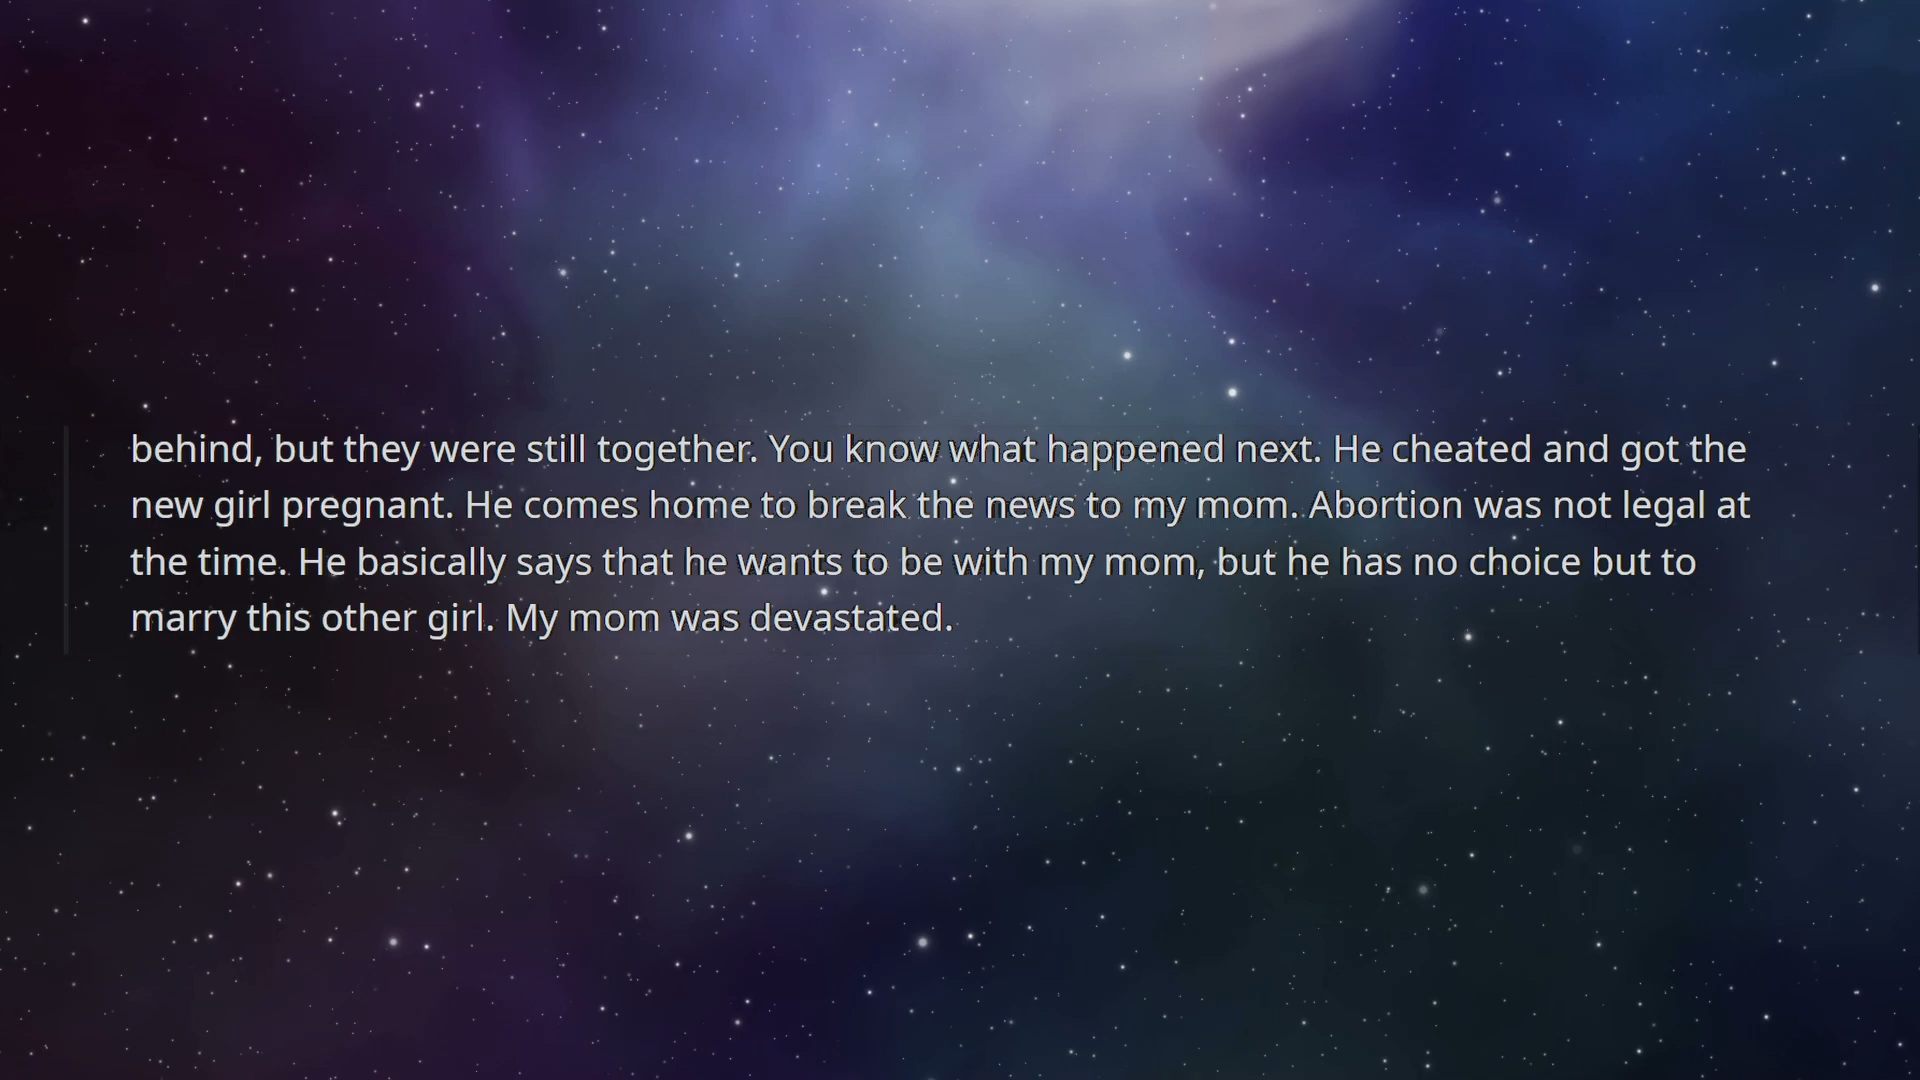 behind, but they were still together. You know what happened next. He cheated and got the
new girl pregnant. He comes home to break the news to my mom. Abortion was not legal at
the time. He basically says that he wants to be with my mom, but he has no choice but to
marry this other girl. My mom was devastated.